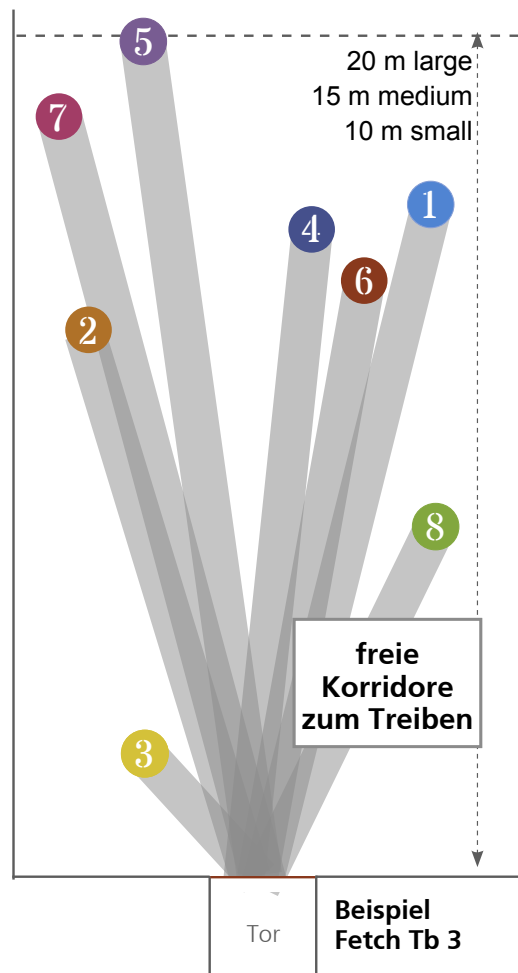 5
20 m large
15 m medium
10 m small
7
1
4
6
2
8
freie
Korridore
zum Treiben
3
Tor
Beispiel
Fetch Tb 3